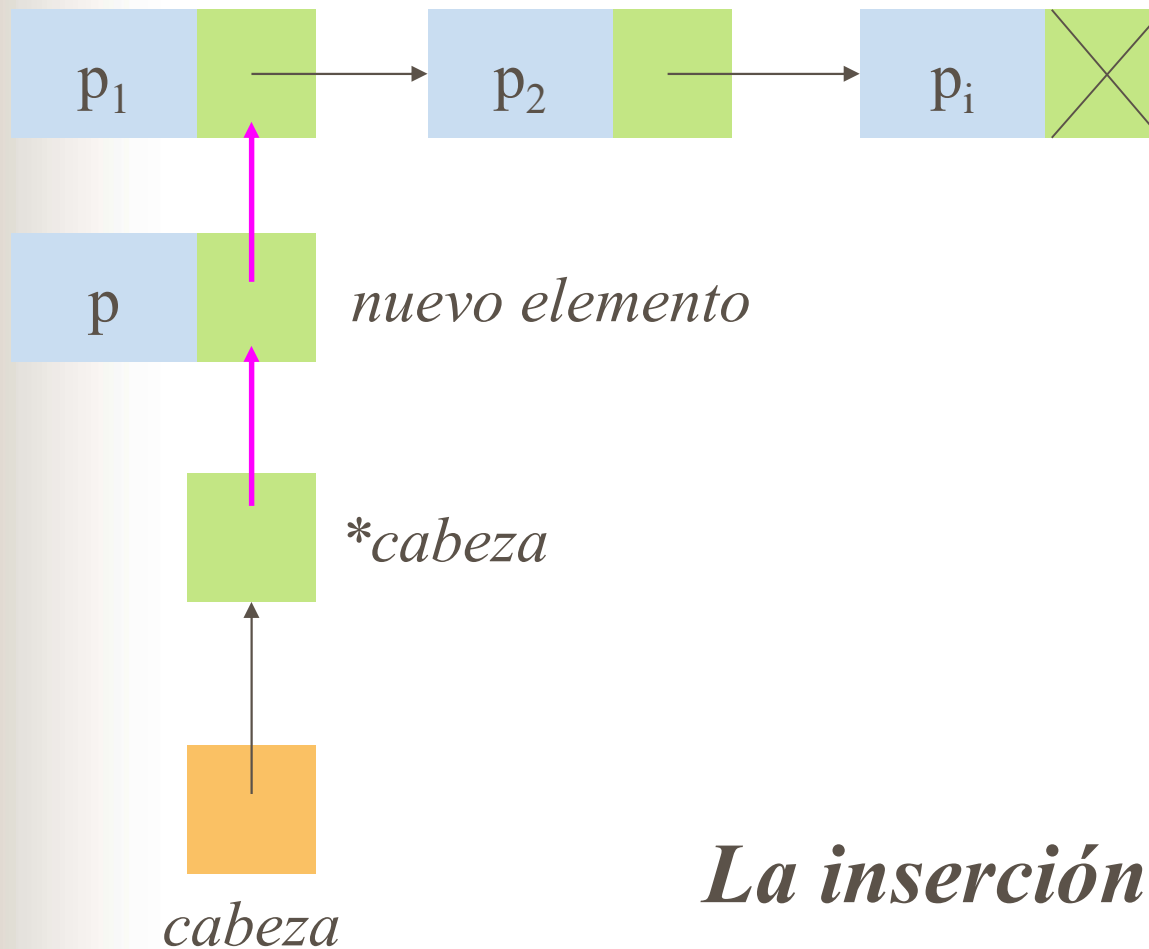 p₁ p₂ pᵢ
p nuevo elemento
*cabeza
cabeza
La inserción